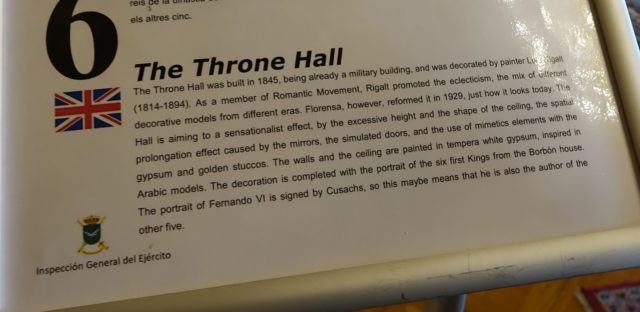 reis de la dinastia
els altres cinc.
6
The Throne Hall
The Throne Hall was built in 1845, being already a military building, and was decorated by painter Rigalt
(1814-1894). As a member of Romantic Movement, Rigalt promoted the eclecticism, the mix of different
decorative models from different eras. Florensa, however, reformed it in 1929, just how it looks today. The
Hall is aiming to a sensationalist effect, by the excessive height and the shape of the ceiling, the spatial
prolongation effect caused by the mirrors, the simulated doors, and the use of mimetics elements with the
gypsum and golden stuccos. The walls and the ceiling are painted in tempera white gypsum, inspired in
Arabic models. The decoration is completed with the portrait of the six first Kings from the Borbón house.
The portrait of Fernando VI is signed by Cusachs, so this maybe means that he is also the author of the
other five.
Inspección General del Ejército